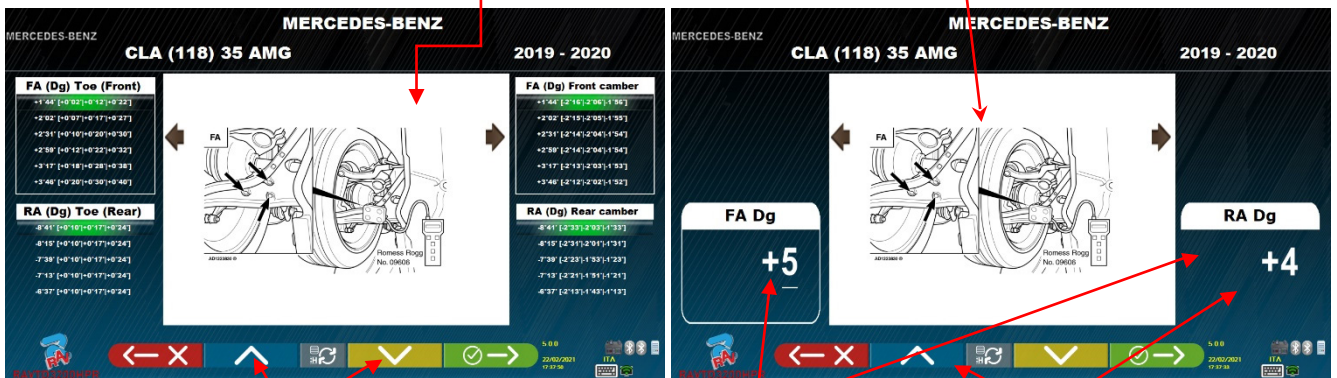 MERCEDES-BENZ
MERCEDES-BENZ
CLA (118) 35 AMG
2019 - 2020
FA (Dg) Toe (Front)
+1°44' [+0°02'|+0°12'|+0°22']
+2°02' [+0°07'|+0°17'|+0°27']
+2°31' [+0°10'|+0°20'|+0°30']
+2°59' [+0°12'|+0°22'|+0°32']
+3°17' [+0°18'|+0°28'|+0°38']
+3°46' [+0°20'|+0°30'|+0°40']
RA (Dg) Toe (Rear)
-8°41' [+0°10'|+0°17'|+0°24']
-8°15' [+0°10'|+0°17'|+0°24']
-7°39' [+0°10'|+0°17'|+0°24']
-7°13' [+0°10'|+0°17'|+0°24']
-6°37' [+0°10'|+0°17'|+0°24']
FA
Romess Rogg
No. 09606
FA (Dg) Front camber
+1°44' [-2°16'|-2°06'|-1°56']
+2°02' [-2°15'|-2°05'|-1°55']
+2°31' [-2°14'|-2°04'|-1°54']
+2°59' [-2°14'|-2°04'|-1°54']
+3°17' [-2°13'|-2°03'|-1°53']
+3°46' [-2°12'|-2°02'|-1°52']
RA (Dg) Rear camber
-8°41' [-2°33'|-2°03'|-1°33']
-8°15' [-2°31'|-2°01'|-1°31']
-7°39' [-2°23'|-1°53'|-1°23']
-7°13' [-2°21'|-1°51'|-1°21']
-6°37' [-2°13'|-1°43'|-1°13']
5 0 0
22/02/2021
17:37:50
ITA
MERCEDES-BENZ
MERCEDES-BENZ
CLA (118) 35 AMG
2019 - 2020
FA
Romess Rogg
No. 09606
FA Dg
+5
RA Dg
+4
5 0 0
22/02/2021
17:37:33
ITA